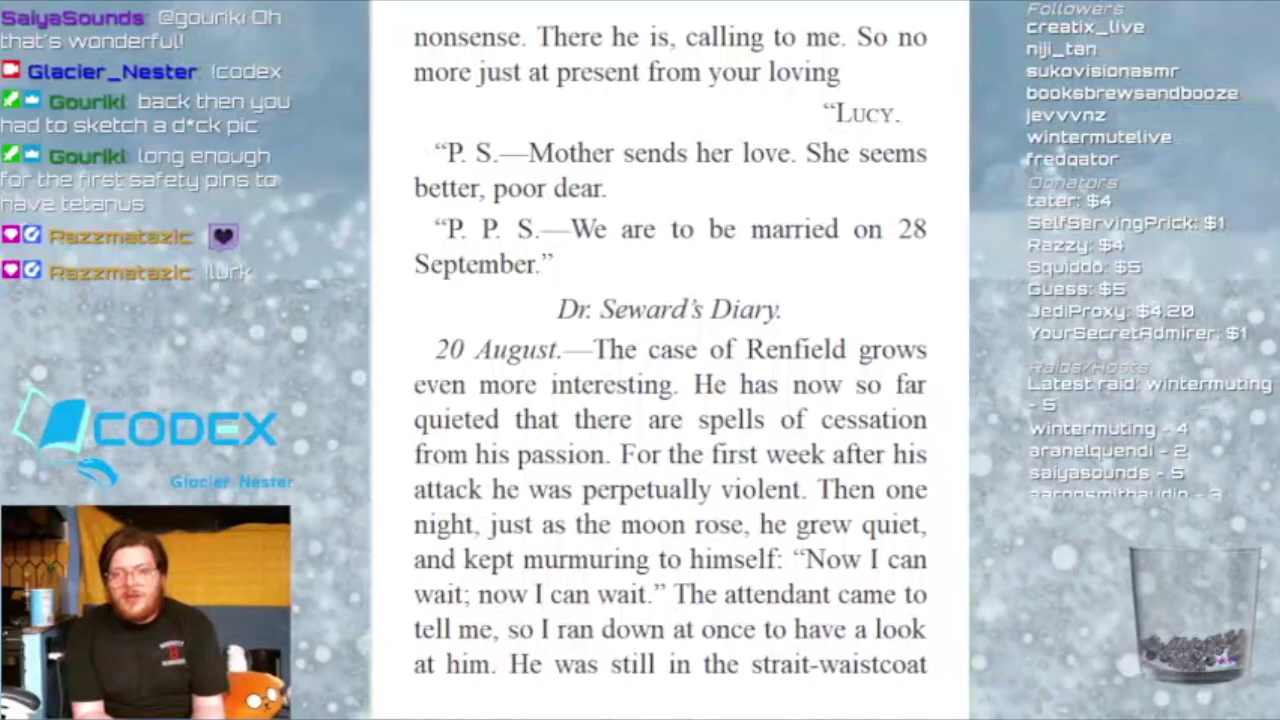 SaiyaSounds: @gouriki Oh
that's wonderful!
Glacier_Nester: !codex
Gouriki: back then you
had to sketch a d*ck pic
Gouriki: long enough
for the first safety pins to
have tetanus
Razzmatazic:
Razzmatazic: !lurk
CODEX
Glacier Nester
nonsense. There he is, calling to me. So no
more just at present from your loving
“LUCY.
“P. S.—Mother sends her love. She seems
better, poor dear.
“P. P. S.—We are to be married on 28
September.”
Dr. Seward’s Diary.
20 August.—The case of Renfield grows
even more interesting. He has now so far
quieted that there are spells of cessation
from his passion. For the first week after his
attack he was perpetually violent. Then one
night, just as the moon rose, he grew quiet,
and kept murmuring to himself: “Now I can
wait; now I can wait.” The attendant came to
tell me, so I ran down at once to have a look
at him. He was still in the strait-waistcoat
Followers
creatix_live
niji_tan
sukovisionasmr
booksbrewsandbooze
jevvvnz
wintermutelive
fredqator
Donators
tater: $4
SelfServingPrick: $1
Razzy: $4
Squiddo: $5
Guess: $5
JediProxy: $4.20
YourSecretAdmirer: $1
Raids/Hosts
Latest raid: wintermuting
- 5
wintermuting - 4
aranelquendi - 2
saiyasounds - 5